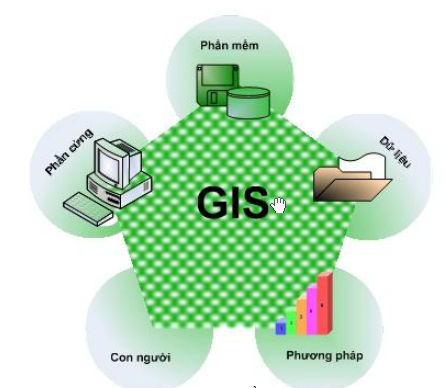 Phần mềm
Phần cứng
Dữ liệu
GIS
Con người
Phương pháp